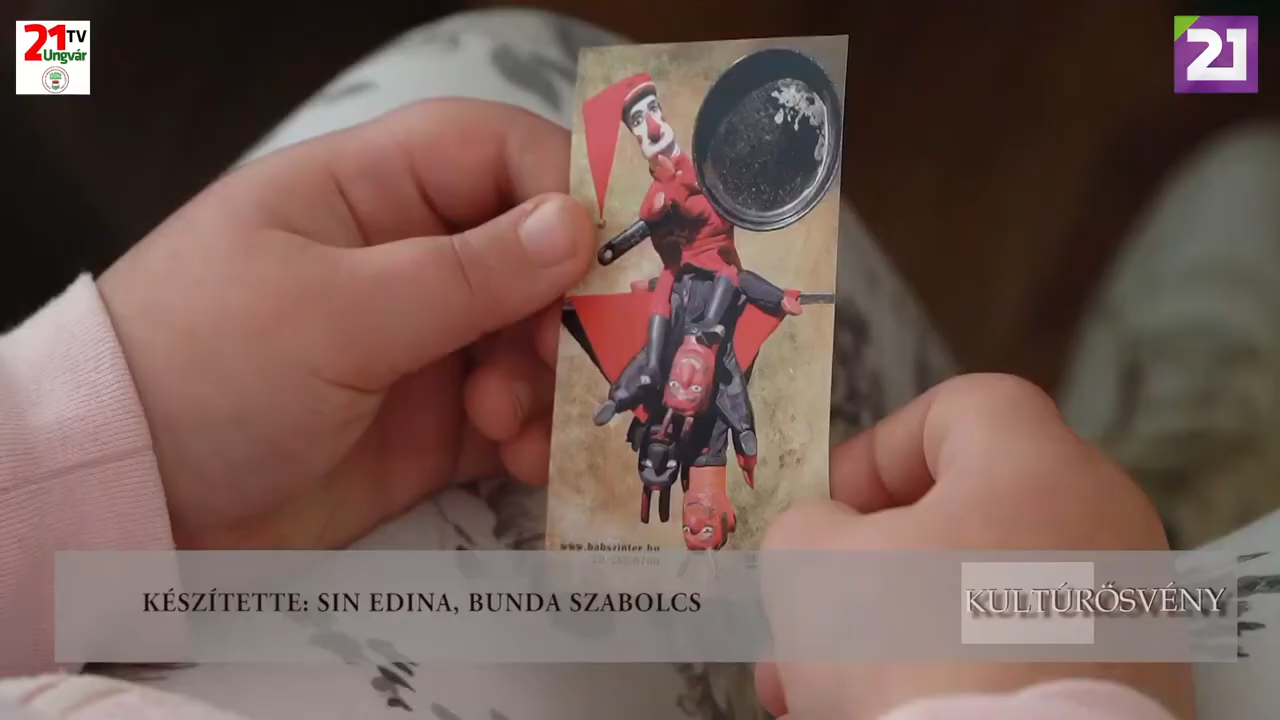 21 TV
Ungvár
21
www.babszinter.hu
KÉSZÍTETTE: SIN EDINA, BUNDA SZABOLCS
KULTÚRÖSVÉNY